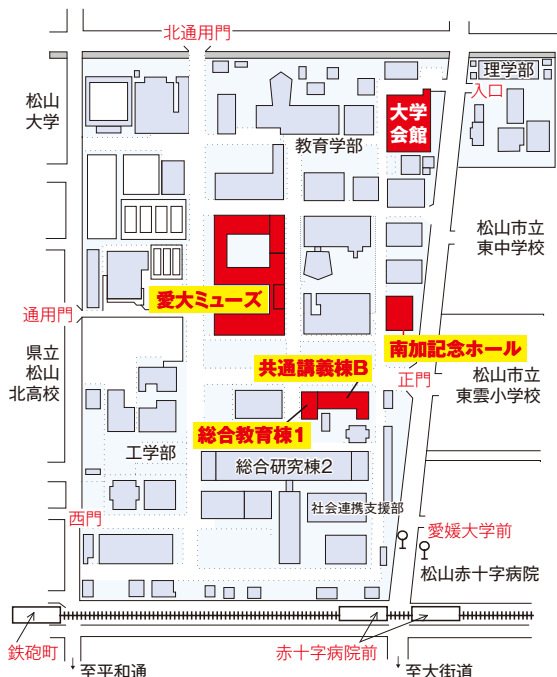 北通用門
松山
大学
理学部
入口
大学
会館
教育学部
松山市立
東中学校
愛大ミューズ
通用門
南加記念ホール
県立
松山
北高校
共通講義棟B
正門
松山市立
東雲小学校
総合教育棟1
工学部
総合研究棟2
社会連携支援部
西門
愛媛大学前
松山赤十字病院
鉄砲町
赤十字病院前
↓至平和通
↓至大街道